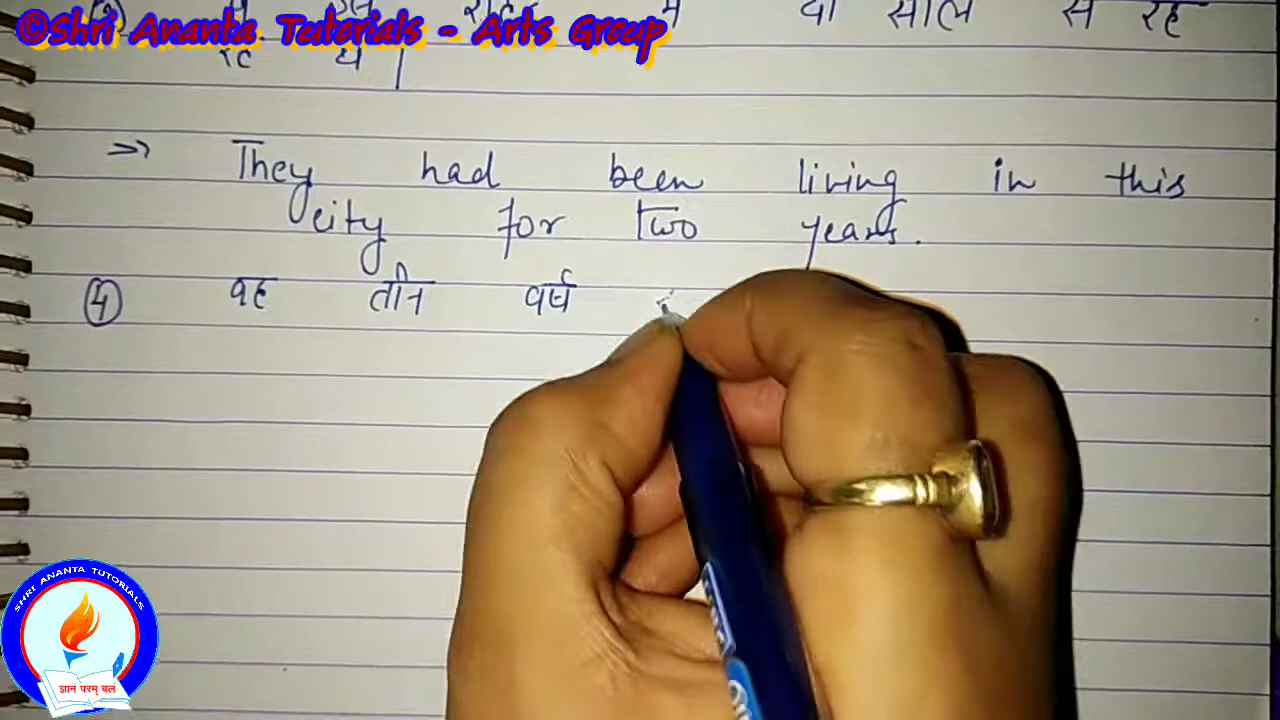 ©Shri Ananta Tutorials - Arts Group
दो साल से रह
रहे थे |
⇒ They had been living in this
city for two years.
④ वह तीन वर्ष
SHRI ANANTA TUTORIALS
ज्ञानं परमं बलं